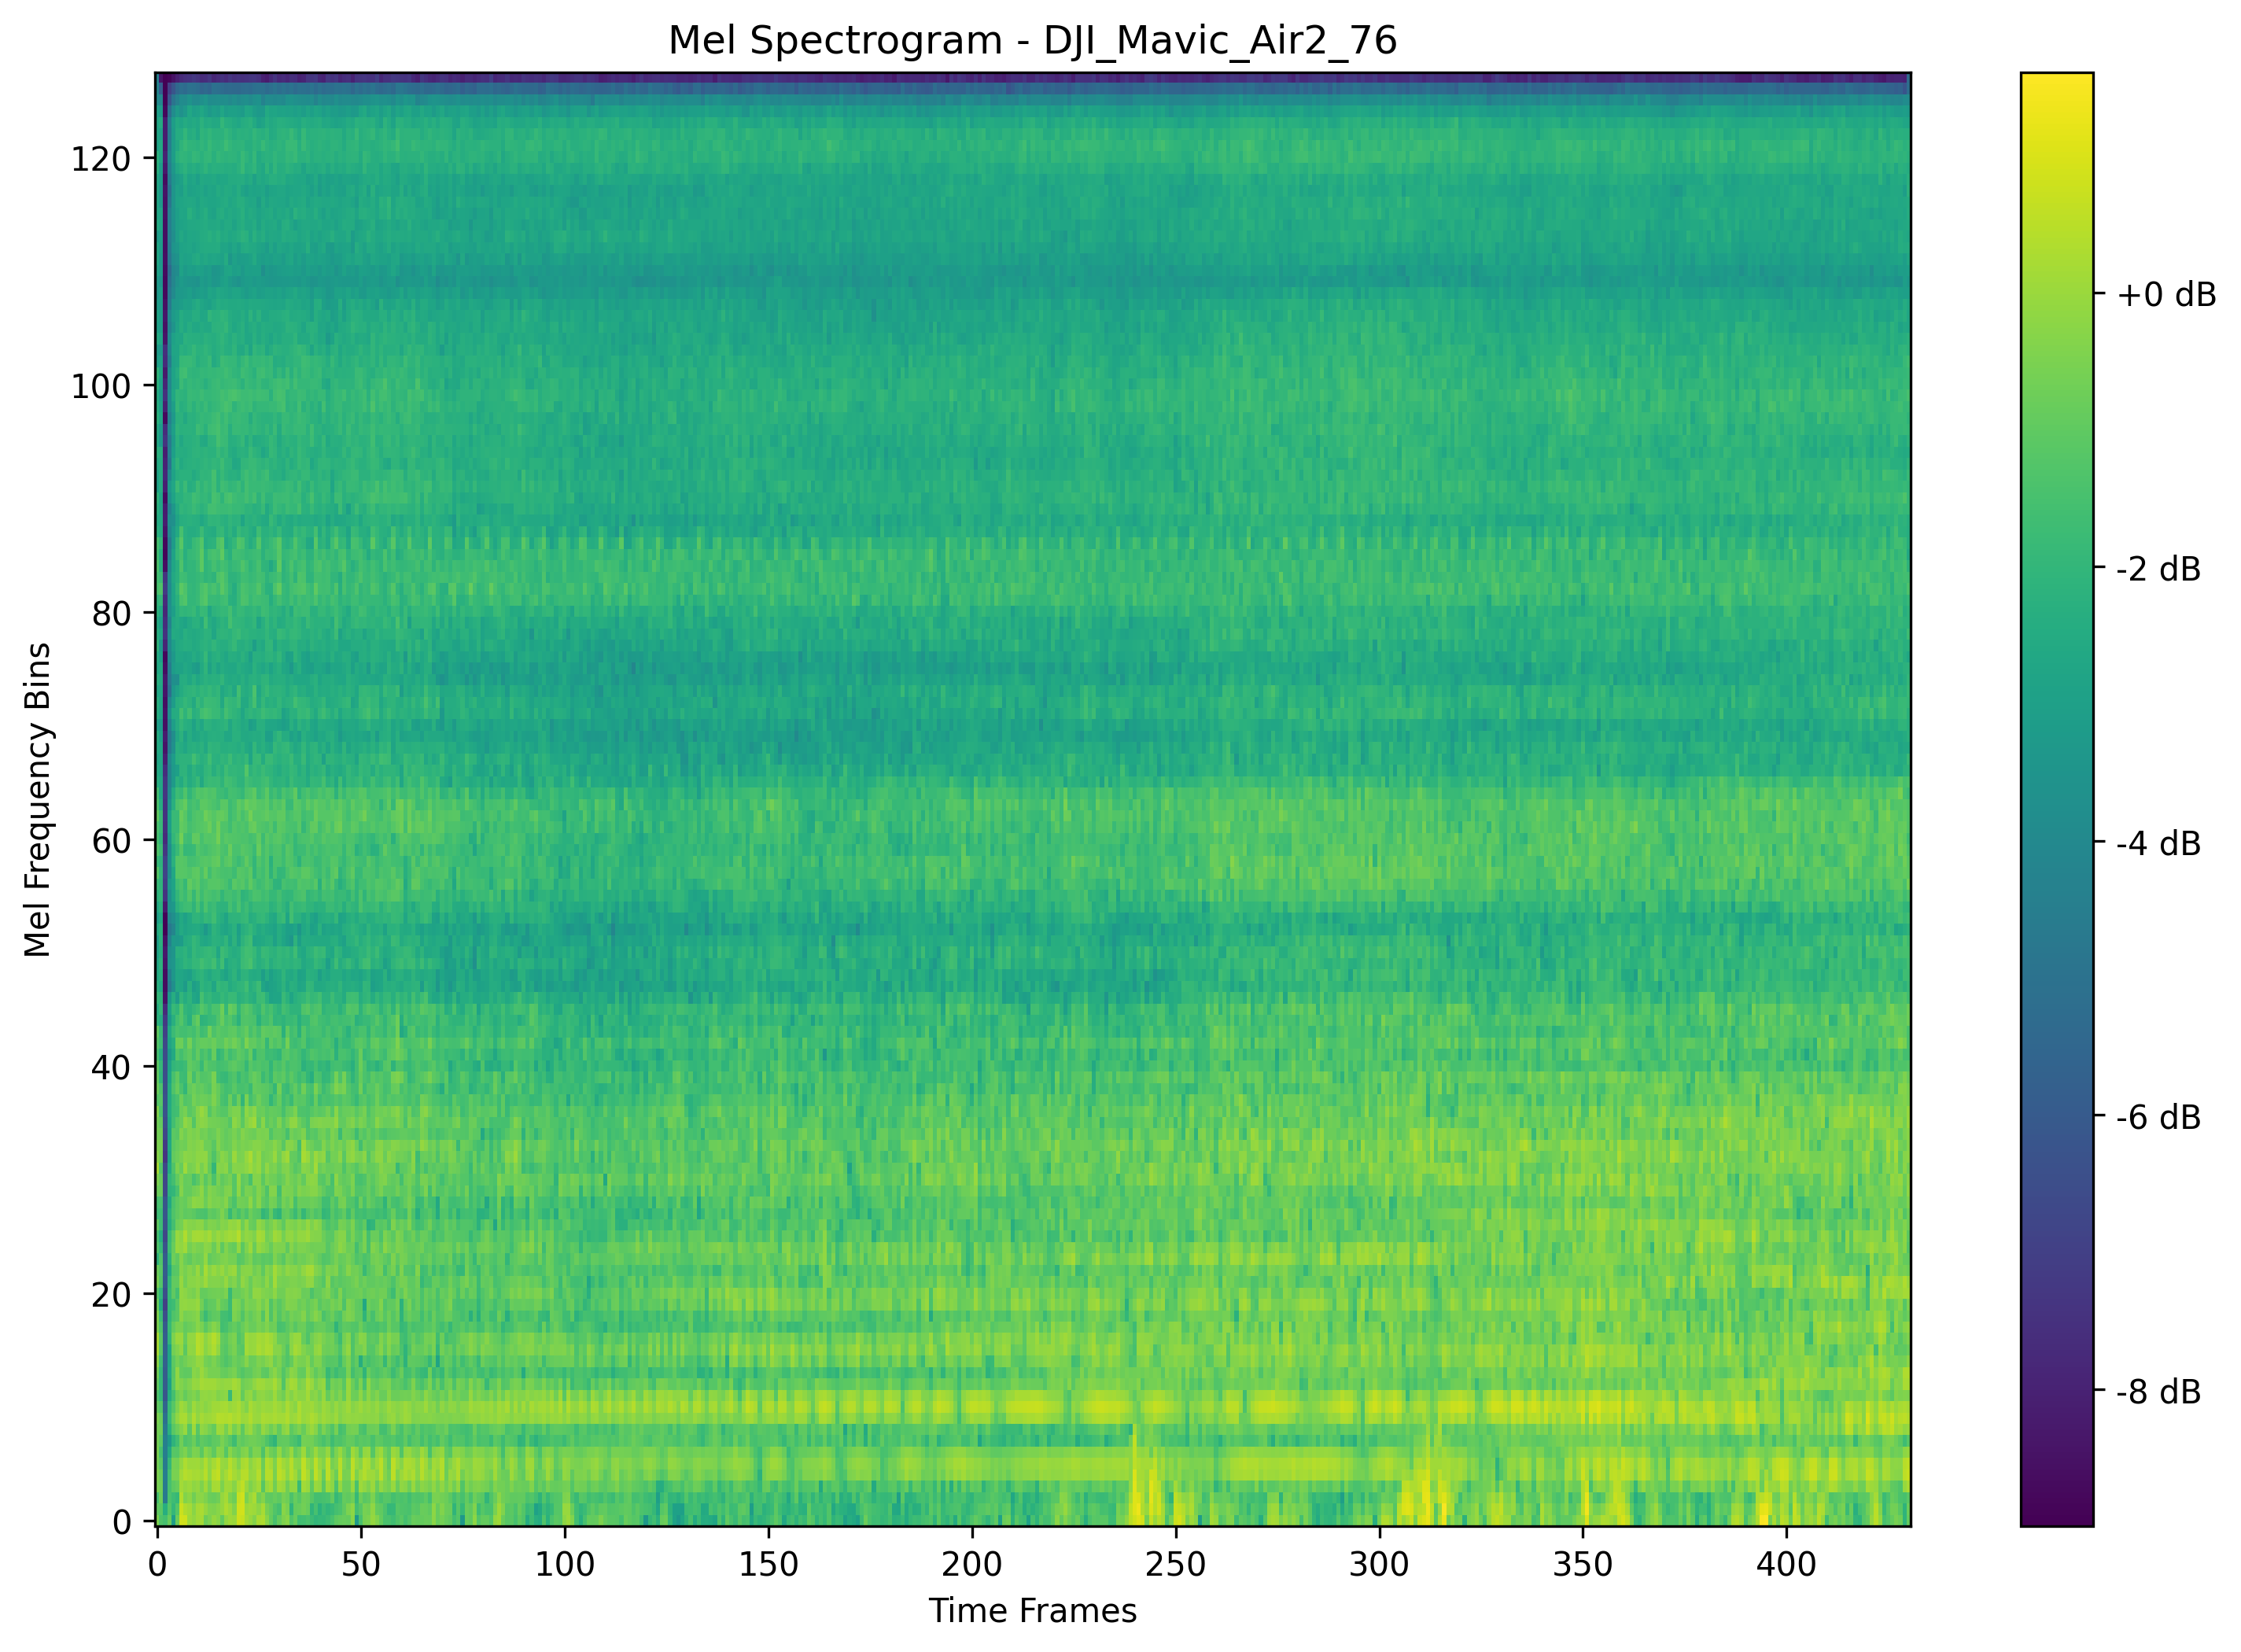 Mel Spectrogram - DJI_Mavic_Air2_76
Mel Frequency Bins
120
100
80
60
40
20
0
0 50 100 150 200 250 300 350 400
Time Frames
+0 dB
-2 dB
-4 dB
-6 dB
-8 dB